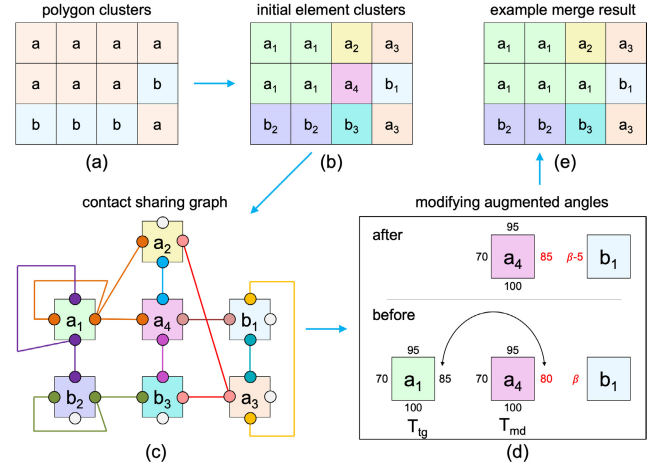 polygon clusters
a a a a
a a a b
b b b a
(a)
initial element clusters
a₁ a₁ a₂ a₃
a₁ a₁ a₄ b₁
b₂ b₂ b₃ a₃
(b)
example merge result
a₁ a₁ a₂ a₃
a₁ a₁ a₁ b₁
b₂ b₂ b₃ a₃
(e)
contact sharing graph
a₂
a₁ a₄ b₁
b₂ b₃ a₃
(c)
modifying augmented angles
after
95
70 a₄ 85 β-5 b₁
100
before
95 95
70 a₁ 85 70 a₄ 80 β b₁
100 100
Ttg Tmd
(d)